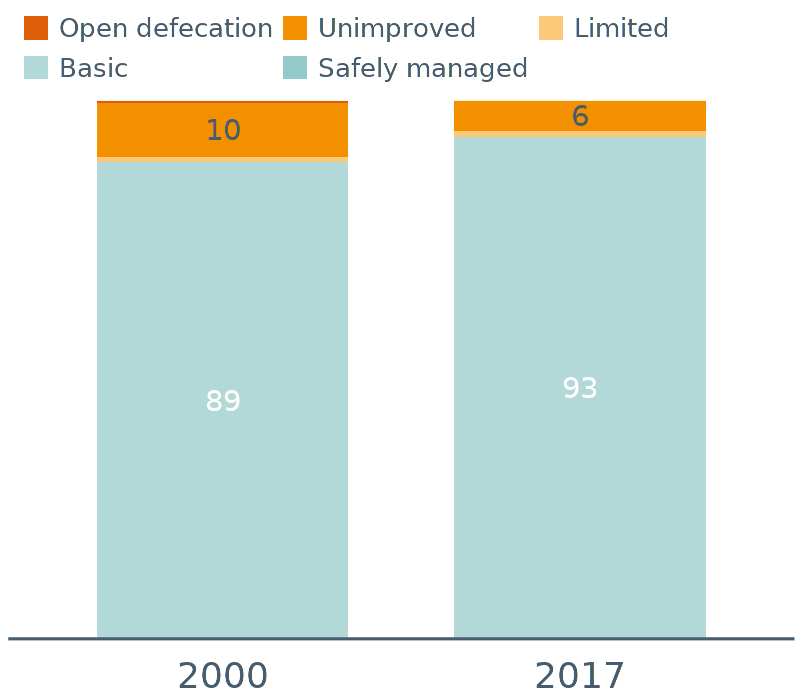 Open defecation Unimproved Limited
Basic Safely managed
10 6
89 93
2000 2017